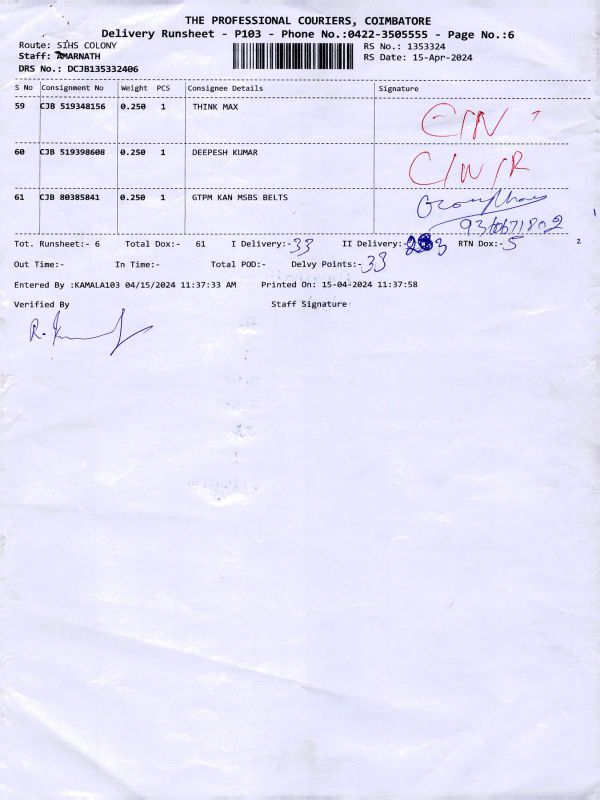 THE PROFESSIONAL COURIERS, COIMBATORE
Delivery Runsheet - P103 - Phone No.:0422-3505555 - Page No.:6
Route: SIHS COLONY
RS No.: 1353324
Staff: AMARNATH
RS Date: 15-Apr-2024
DRS No.: DCJB135332406
S No Consignment No Weight PCS Consignee Details Signature
59 CJB 519348156 0.250 1 THINK MAX
60 CJB 519398608 0.250 1 DEEPESH KUMAR C/N/R
61 CJB 80385841 0.250 1 GTPM KAN MSBS BELTS
Tot. Runsheet:- 6 Total Dox:- 61 I Delivery:-33 II Delivery:- RTN Dox:-5
Out Time:- In Time:- Total POD:- Delvy Points:-33
Entered By :KAMALA103 04/15/2024 11:37:33 AM Printed On: 15-04-2024 11:37:58
Verified By Staff Signature